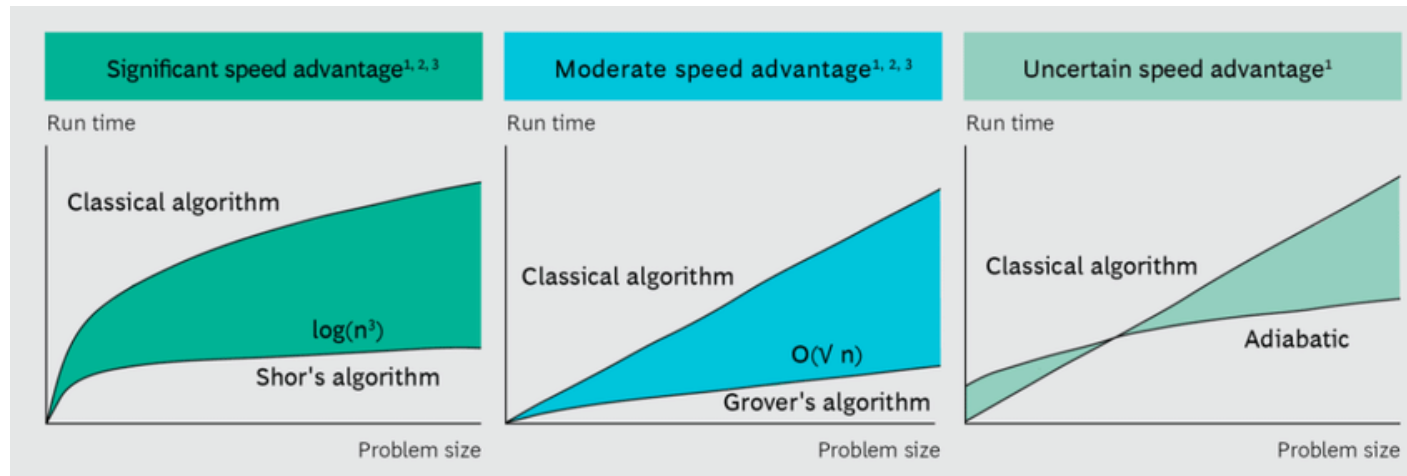 Significant speed advantage¹˒ ²˒ ³
Run time
Classical algorithm
log(n³)
Shor's algorithm
Problem size
Moderate speed advantage¹˒ ²˒ ³
Run time
Classical algorithm
O(√ n)
Grover's algorithm
Problem size
Uncertain speed advantage¹
Run time
Classical algorithm
Adiabatic
Problem size